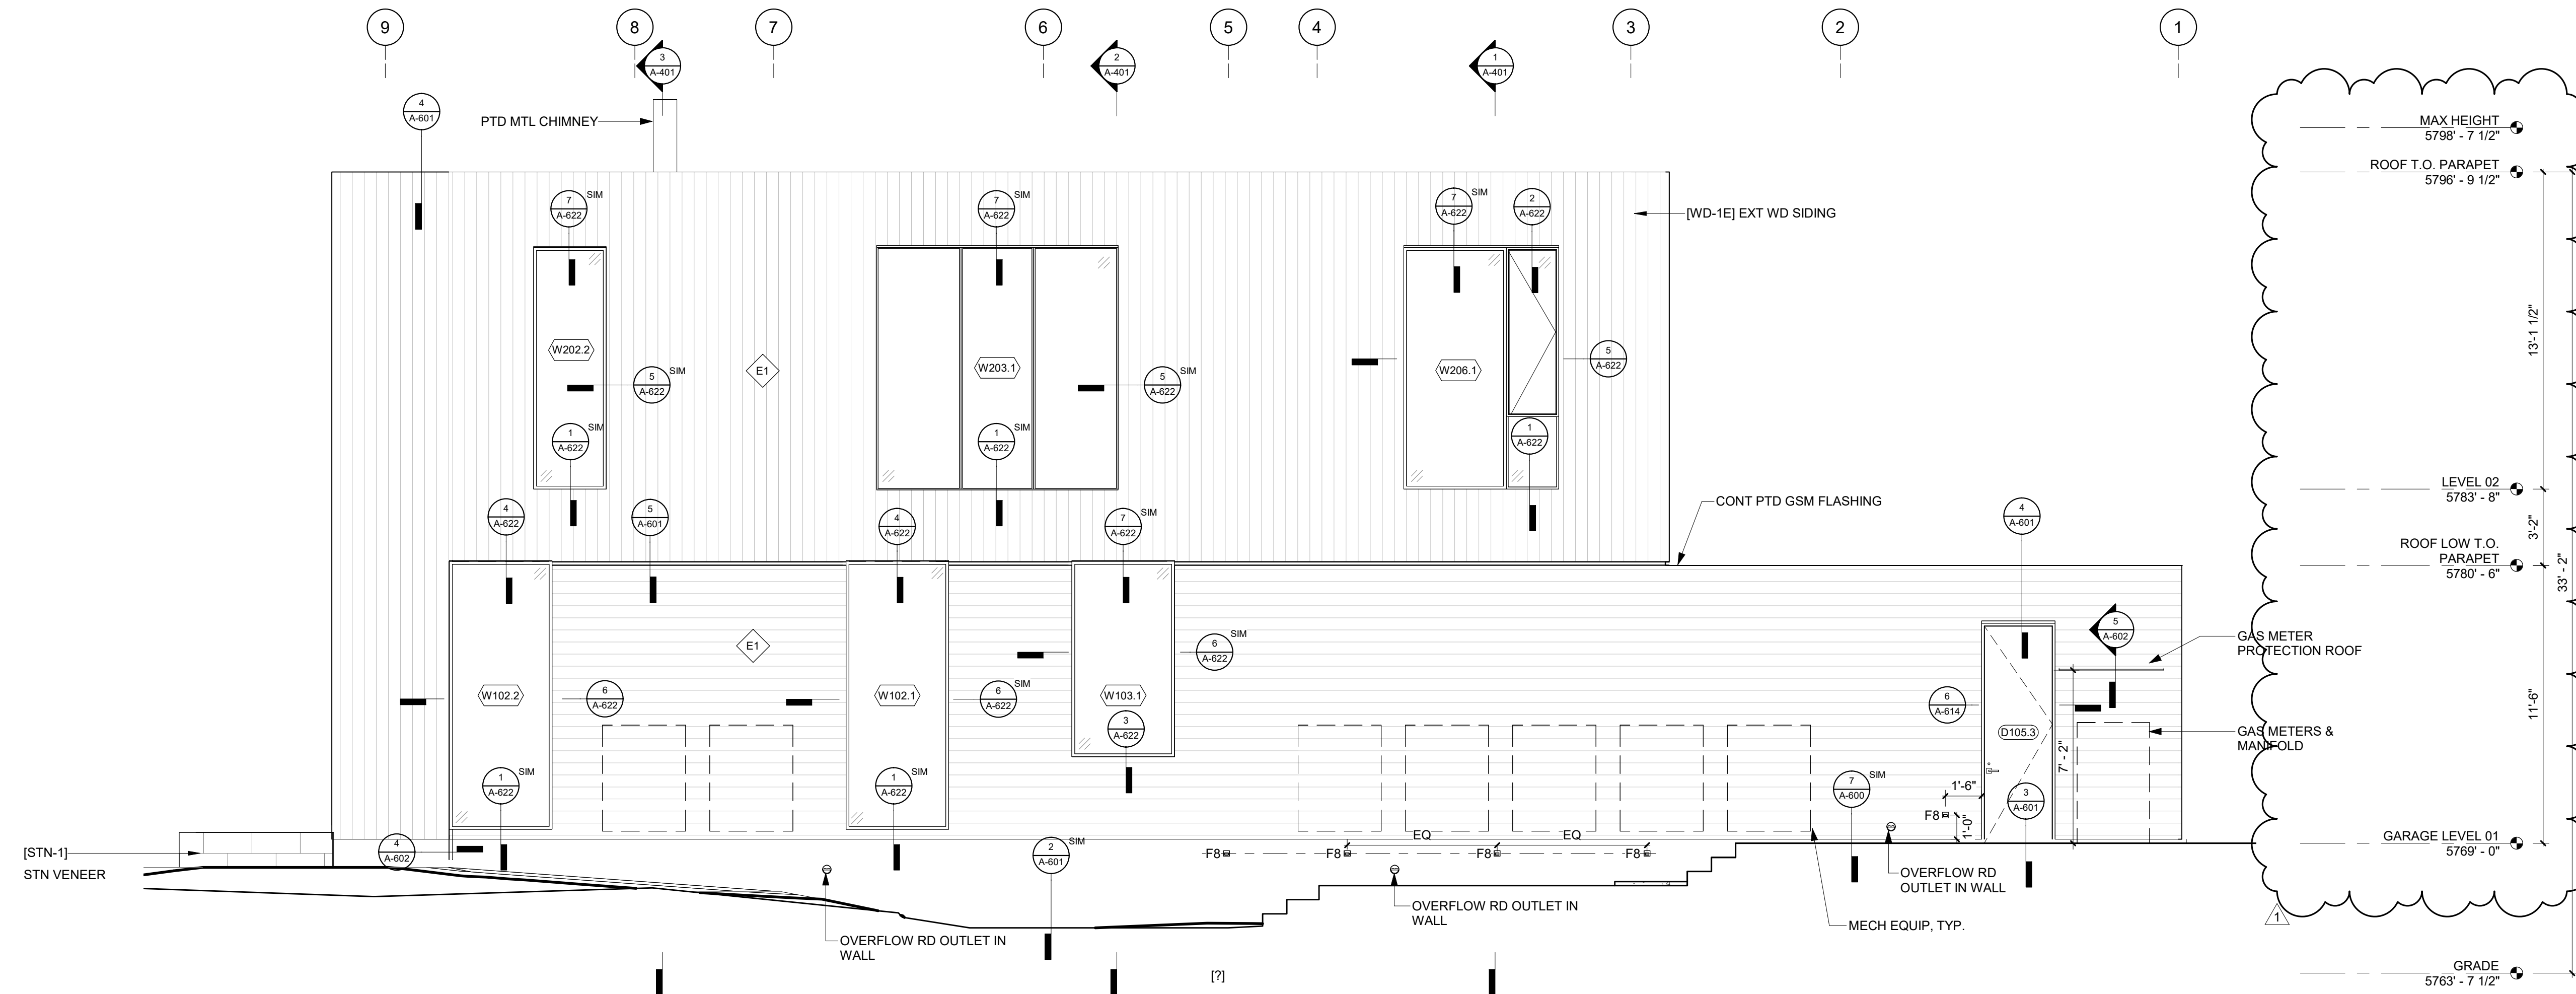 9
8
7
6
5
4
3
2
1
3
A-401
2
A-401
1
A-401
4
A-601
PTD MTL CHIMNEY
MAX HEIGHT
5798' - 7 1/2"
ROOF T.O. PARAPET
5796' - 9 1/2"
7
A-622
SIM
7
A-622
SIM
7
A-622
SIM
2
A-622
[WD-1E] EXT WD SIDING
13'-1 1/2"
W202.2
E1
W203.1
W206.1
5
A-622
SIM
5
A-622
SIM
5
A-622
1
A-622
SIM
1
A-622
SIM
1
A-622
LEVEL 02
5783' - 8"
3'-2"
4
A-622
5
A-601
4
A-622
7
A-622
SIM
CONT PTD GSM FLASHING
4
A-601
ROOF LOW T.O.
PARAPET
5780' - 6"
33' - 2"
E1
6
A-622
SIM
5
A-602
GAS METER
PROTECTION ROOF
W102.2
6
A-622
W102.1
6
A-622
SIM
W103.1
3
A-622
6
A-614
D105.3
7' - 2"
GAS METERS &
MANIFOLD
11'-6"
1
A-622
SIM
1
A-622
SIM
7
A-600
SIM
1'-6"
3
A-601
F8
1'-0"
EQ
EQ
GARAGE LEVEL 01
5769' - 0"
[STN-1]
STN VENEER
4
A-602
2
A-601
SIM
F8
F8
F8
F8
OVERFLOW RD
OUTLET IN WALL
OVERFLOW RD OUTLET IN
WALL
OVERFLOW RD OUTLET IN
WALL
MECH EQUIP, TYP.
1
[?]
GRADE
5763' - 7 1/2"